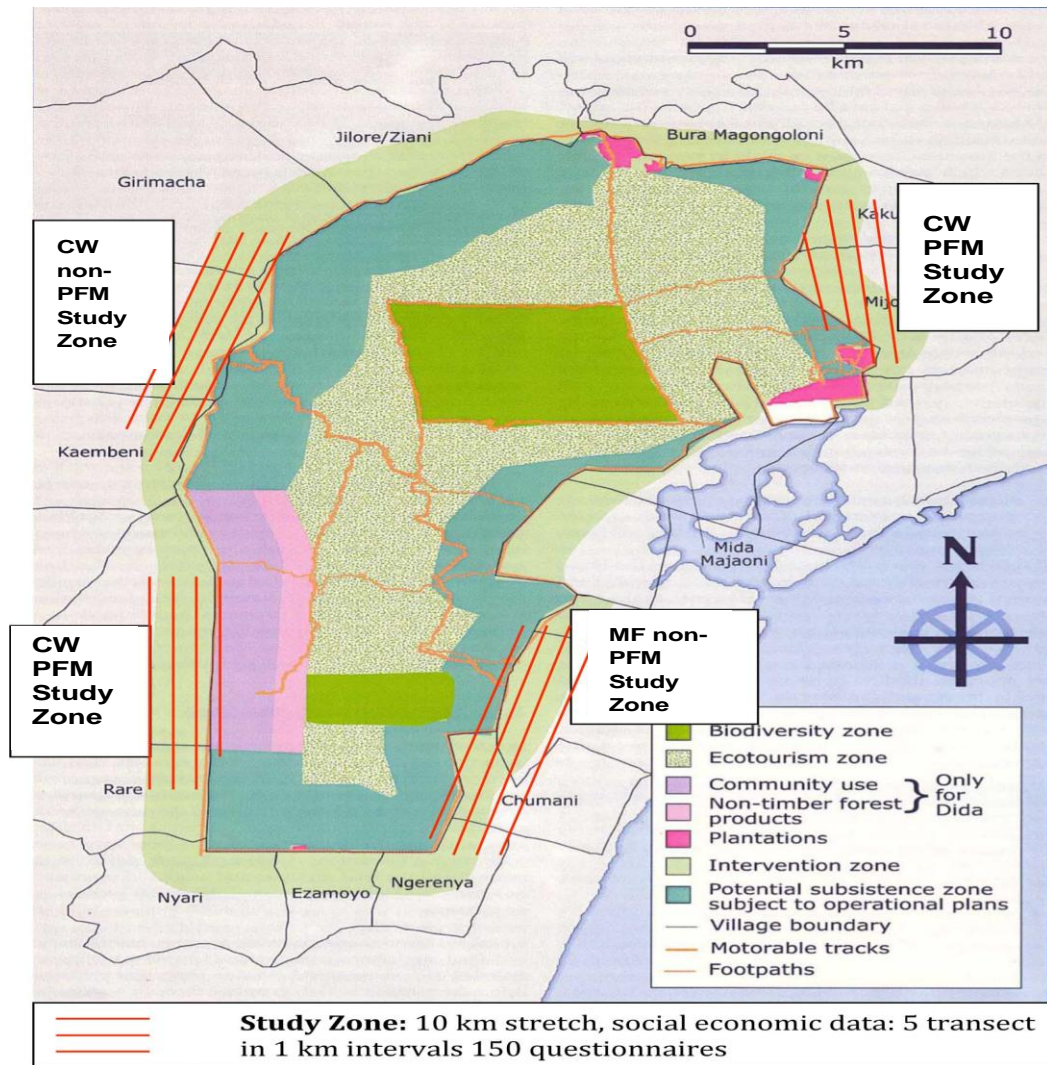 0 5 10
km
Jilore/Ziani
Bura Magongoloni
Girimacha
CW
non-
PFM
Study
Zone
CW
PFM
Study
Zone
Kaembeni
Mida
Majaoni
N
CW
PFM
Study
Zone
MF non-
PFM
Study
Zone
Rare
Chumani
Nyari
Ezamoyo
Ngerenya
Biodiversity zone
Ecotourism zone
Community use
Non-timber forest
products
Only
for
Dida
Plantations
Intervention zone
Potential subsistence zone
subject to operational plans
Village boundary
Motorable tracks
Footpaths
Study Zone: 10 km stretch, social economic data: 5 transect
in 1 km intervals 150 questionnaires